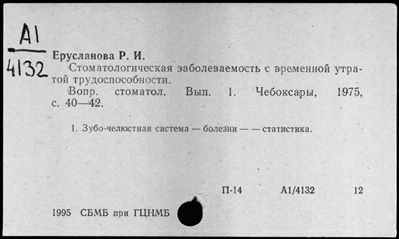 А1
4132
Ерусланова Р. И.
Стоматологическая заболеваемость с временной утра-
той трудоспособности.
Вопр. стоматол. Вып. 1. Чебоксары, 1975,
с. 40—42.
1. Зубо-челюстная система — болезни — — статистика.
П-14 А1/4132 12
1995 СБМБ при ГЦНМБ